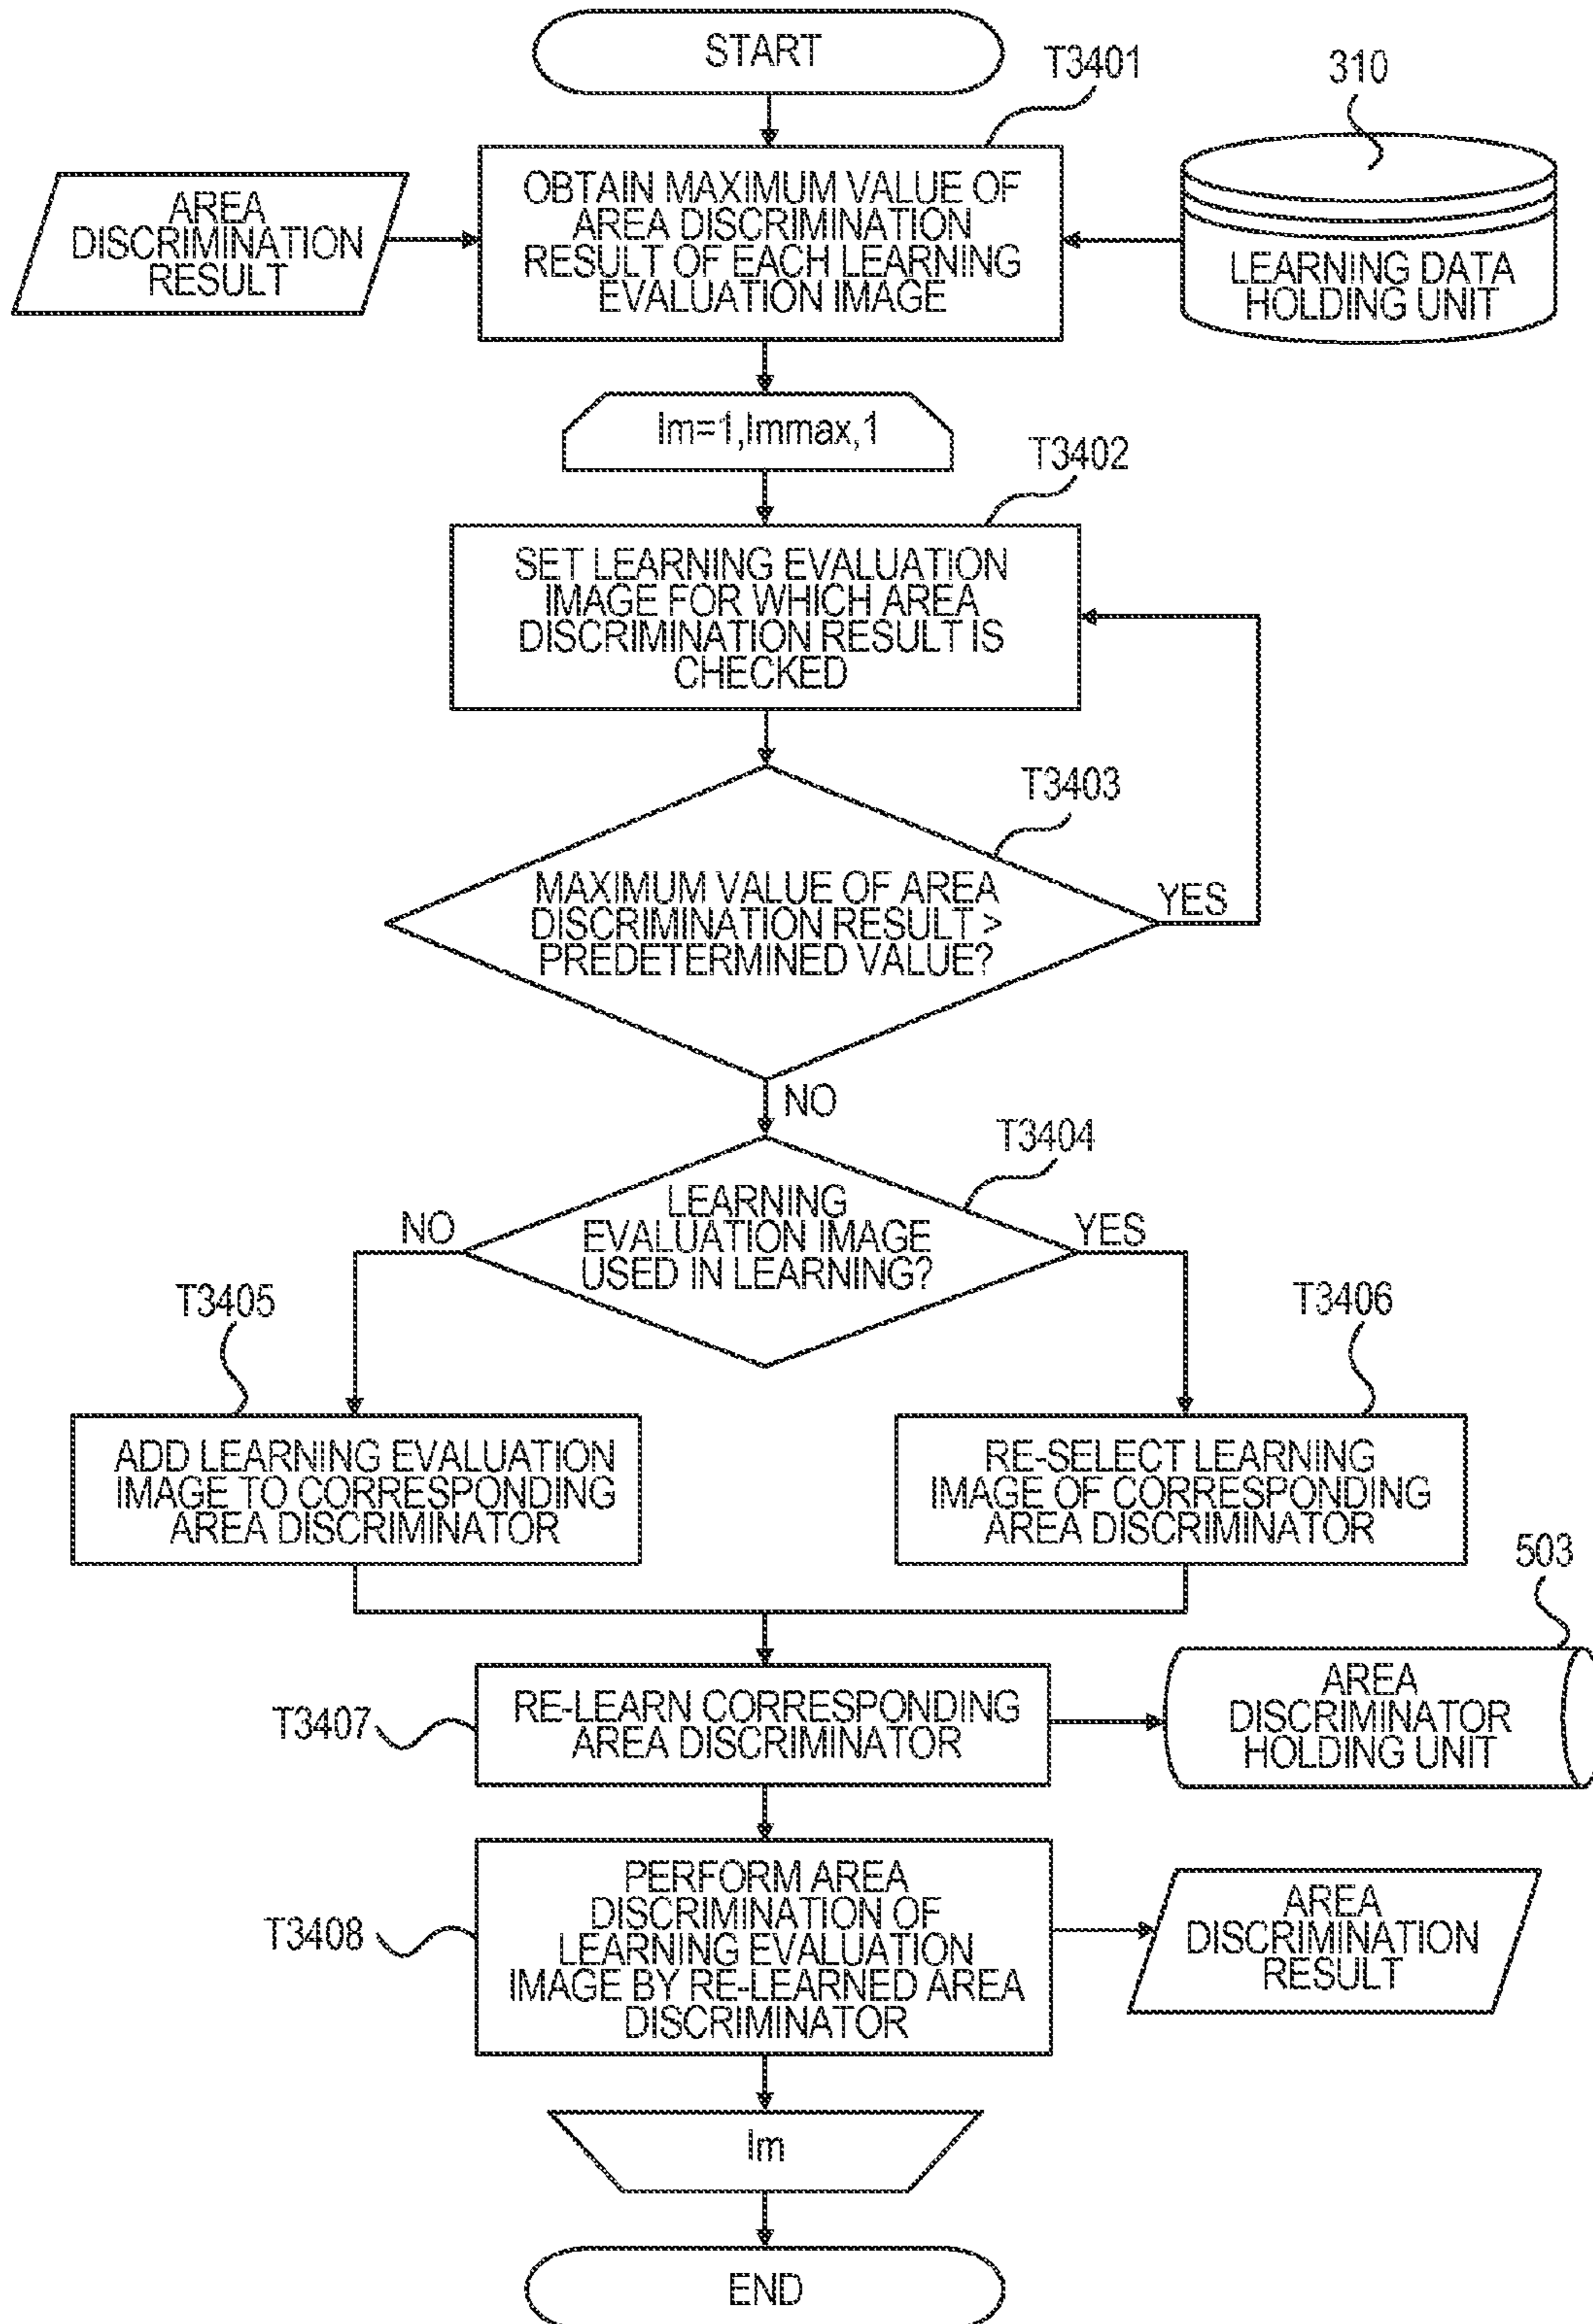 START
T3401
310
AREA
DISCRIMINATION
RESULT
OBTAIN MAXIMUM VALUE OF
AREA DISCRIMINATION
RESULT OF EACH LEARNING
EVALUATION IMAGE
LEARNING DATA
HOLDING UNIT
Im=1,Immax,1
T3402
SET LEARNING EVALUATION
IMAGE FOR WHICH AREA
DISCRIMINATION RESULT IS
CHECKED
T3403
MAXIMUM VALUE OF AREA
DISCRIMINATION RESULT >
PREDETERMINED VALUE?
YES
NO
T3404
LEARNING
EVALUATION IMAGE
USED IN LEARNING?
NO
YES
T3405
T3406
ADD LEARNING EVALUATION
IMAGE TO CORRESPONDING
AREA DISCRIMINATOR
RE-SELECT LEARNING
IMAGE OF CORRESPONDING
AREA DISCRIMINATOR
503
T3407
RE-LEARN CORRESPONDING
AREA DISCRIMINATOR
AREA
DISCRIMINATOR
HOLDING UNIT
T3408
PERFORM AREA
DISCRIMINATION OF
LEARNING EVALUATION
IMAGE BY RE-LEARNED AREA
DISCRIMINATOR
AREA
DISCRIMINATION
RESULT
Im
END